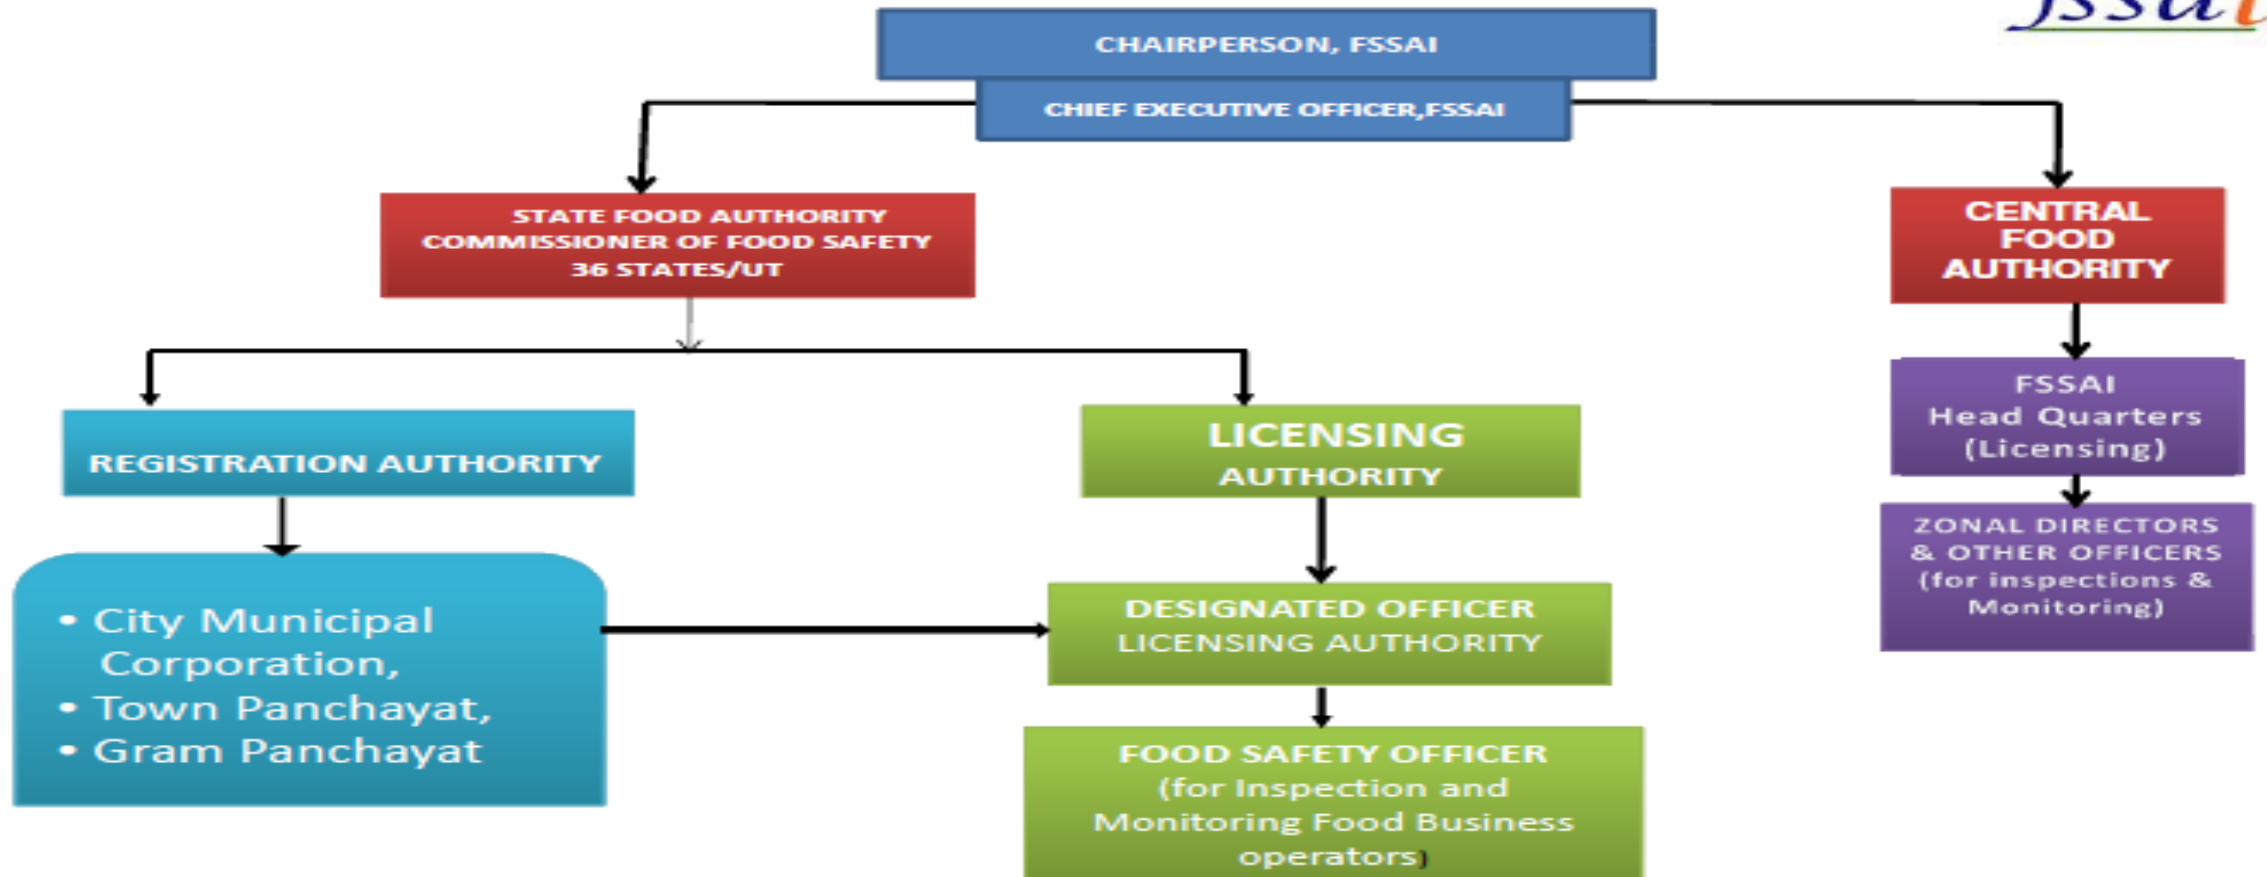 fssai
CHAIRPERSON, FSSAI
CHIEF EXECUTIVE OFFICER,FSSAI
STATE FOOD AUTHORITY
COMMISSIONER OF FOOD SAFETY
36 STATES/UT
CENTRAL
FOOD
AUTHORITY
REGISTRATION AUTHORITY
LICENSING
AUTHORITY
FSSAI
Head Quarters
(Licensing)
ZONAL DIRECTORS
& OTHER OFFICERS
(for inspections &
Monitoring)
• City Municipal
Corporation,
• Town Panchayat,
• Gram Panchayat
DESIGNATED OFFICER
LICENSING AUTHORITY
FOOD SAFETY OFFICER
(for Inspection and
Monitoring Food Business
operators)